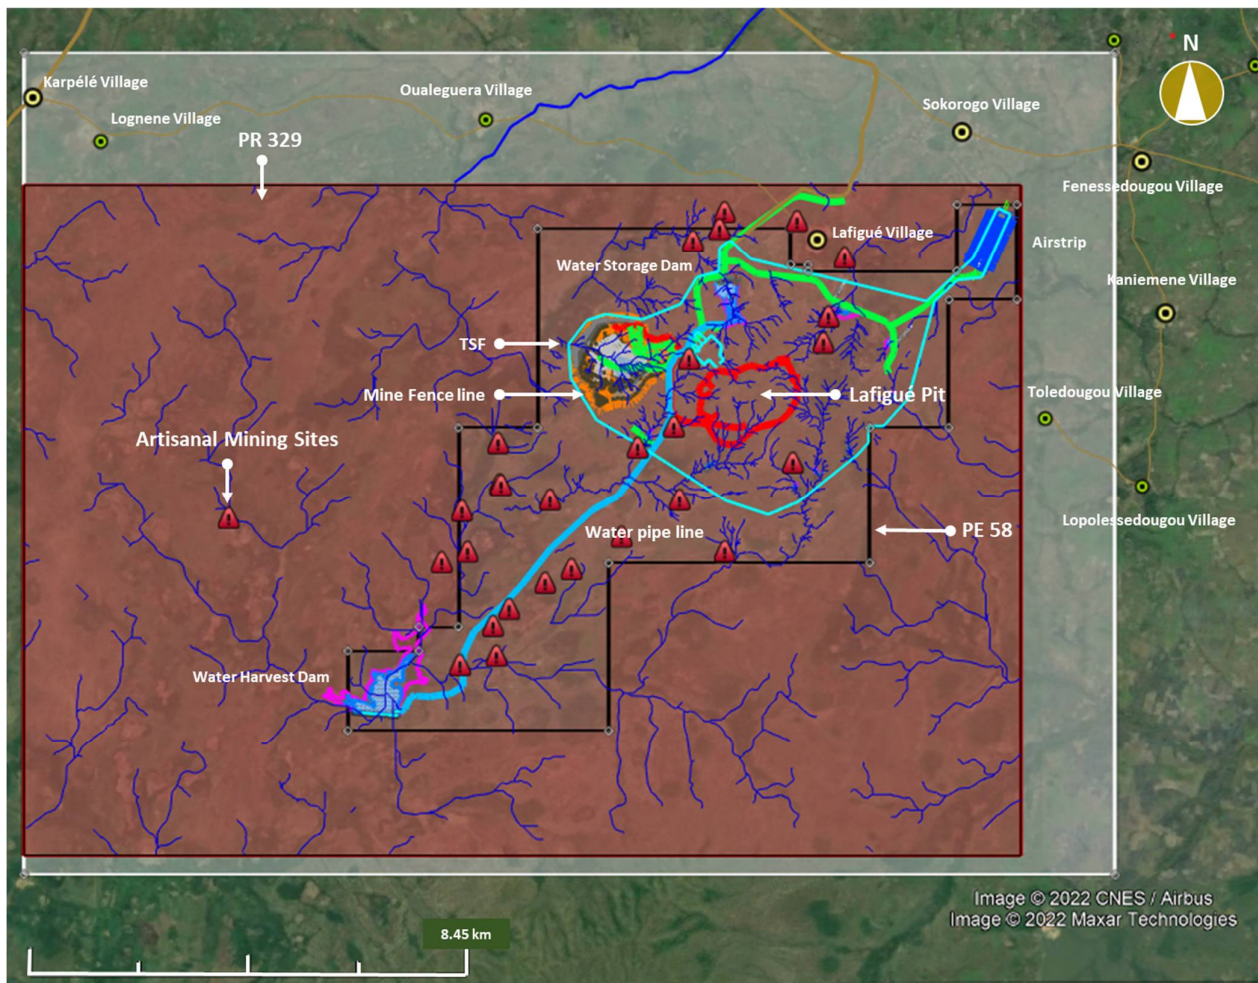 N
Karpélé Village
Oualeguera Village
Sokorogo Village
Lognene Village
PR 329
Fenessedougou Village
Lafigué Village
Airstrip
Water Storage Dam
Kaniemene Village
TSF
Mine Fence line
Lafigué Pit
Toledougou Village
Artisanal Mining Sites
Lopolessedougou Village
Water pipe line
PE 58
Water Harvest Dam
Image © 2022 CNES / Airbus
Image © 2022 Maxar Technologies
8.45 km